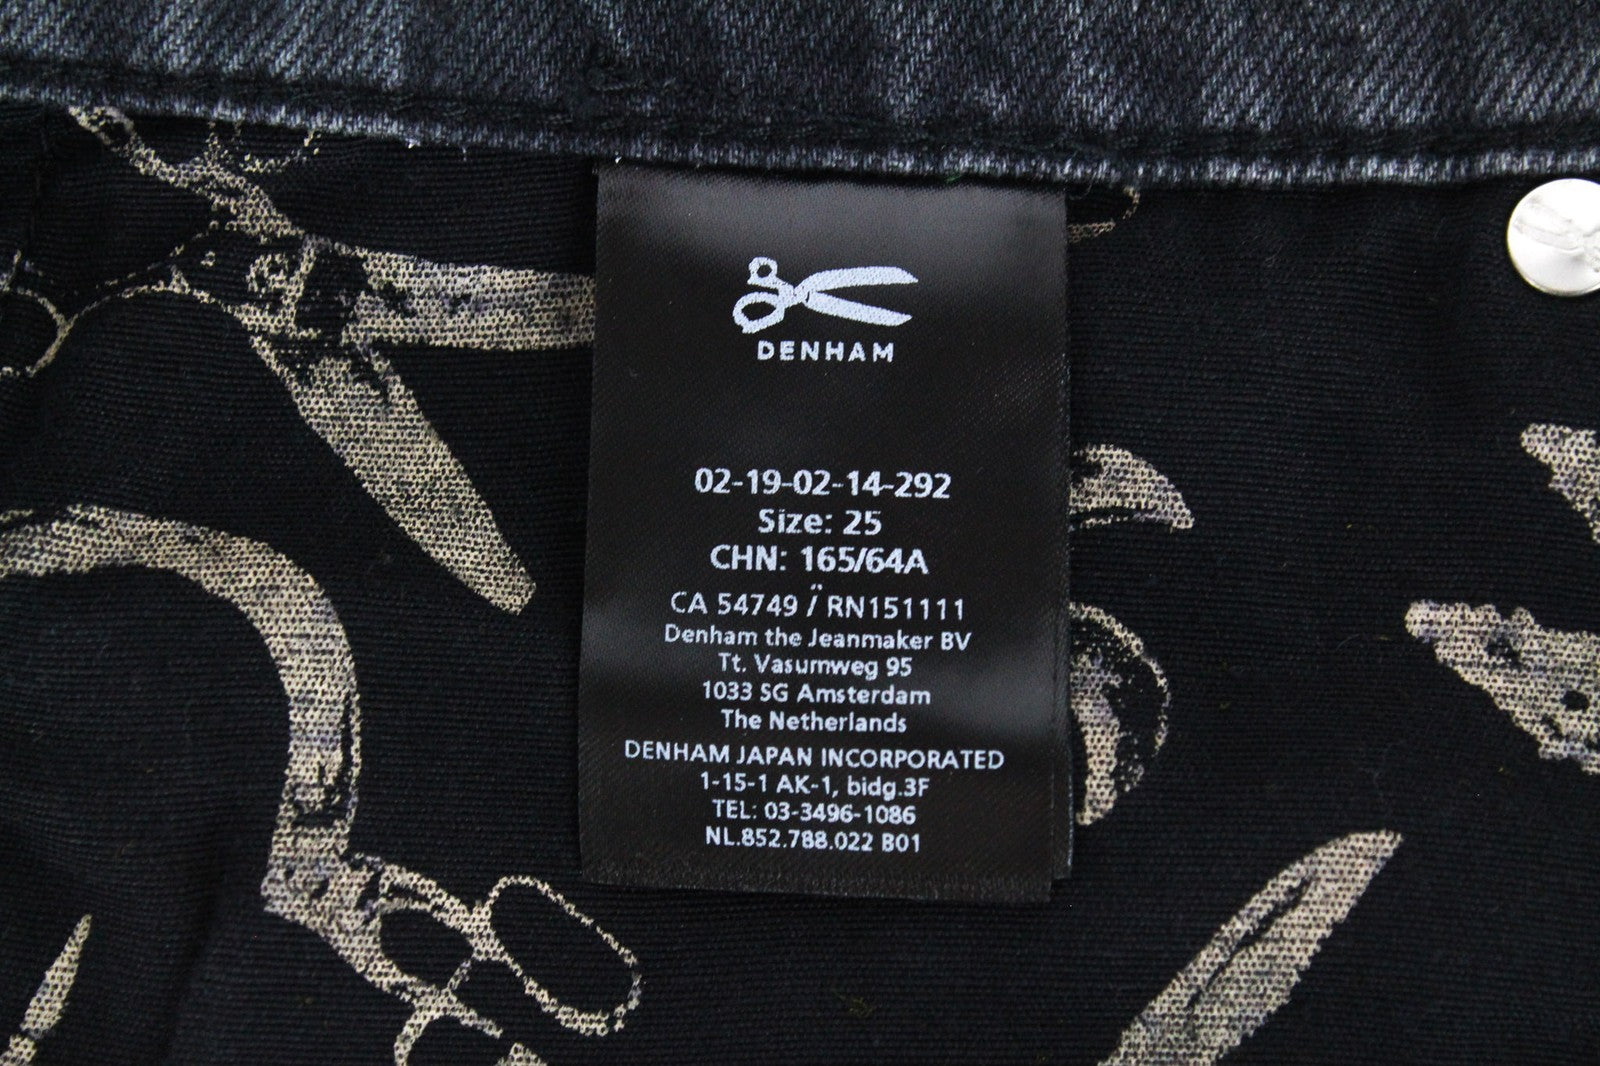 DENHAM
02-19-02-14-292
Size: 25
CHN: 165/64A
CA 54749 / RN151111
Denham the Jeanmaker BV
Tt. Vasumweg 95
1033 SG Amsterdam
The Netherlands
DENHAM JAPAN INCORPORATED
1-15-1 AK-1, bidg.3F
TEL: 03-3496-1086
NL.852.788.022 B01